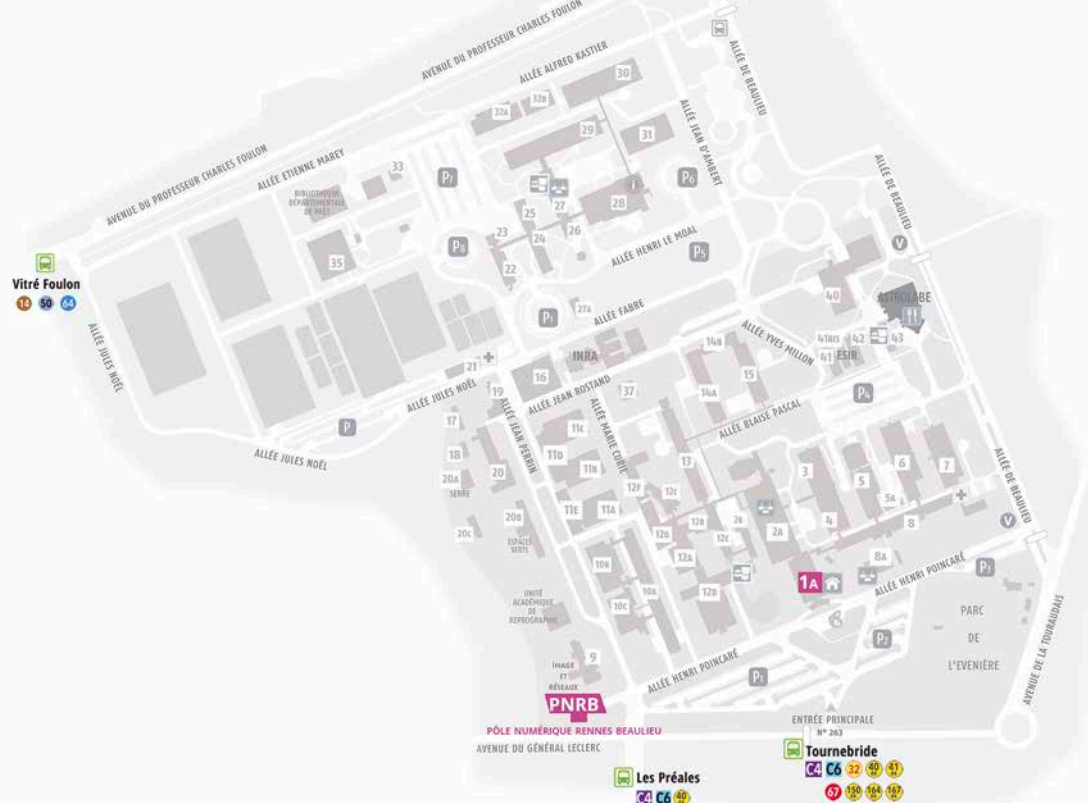 AVENUE DU PROFESSEUR CHARLES FOULON
ALLÉE ALFRED KASTIER
ALLÉE DE BEAULIEU
30
32B
32A
29
31
ALLÉE JEAN D'AMBERT
AVENUE DU PROFESSEUR CHARLES FOULON
ALLÉE ETIENNE MAREY
33
P7
P6
BIBLIOTHÈQUE
DÉPARTEMENTALE
DE PRÊT
27
28
25
26
23
24
22
35
P8
ALLÉE HENRI LE MOAL
P5
ALLÉE DE BEAULIEU
V
Vitré Foulon
14 50 64
ALLÉE JULES NOËL
27A
ALLÉE FABRE
40
ASTROLABE
ALLÉE YVES MILLON
41BIS
42
43
41
ESIR
14B
15
INRA
21
16
19
ALLÉE JEAN ROSTAND
37
14A
P4
ALLÉE JULES NOËL
P
ALLÉE JULES NOËL
ALLÉE JEAN PERRIN
ALLÉE MARIE CURIE
ALLÉE BLAISE PASCAL
17
18
20A
SERRE
20
20B
20C
ESPACES
VERTS
11C
11D
11B
11E
11A
13
12F
12C
12D
12A
2B
2A
3
4
5
5A
6
7
8
8A
V
ALLÉE DE BEAULIEU
10B
10A
10C
1A
ALLÉE HENRI POINCARÉ
P3
UNITÉ
ACADÉMIQUE
DE
REPROGRAPHIE
9
IMAGE
ET
RÉSEAUX
PNRB
PÔLE NUMÉRIQUE RENNES BEAULIEU
ALLÉE HENRI POINCARÉ
P1
P2
PARC
DE
L'EVENIÈRE
AVENUE DE LA TOURAUDAIS
ENTRÉE PRINCIPALE
N° 263
AVENUE DU GÉNÉRAL LECLERC
Tournebride
C4 C6 32 40 41
67 150 164 167
Les Préales
C4 C6 40